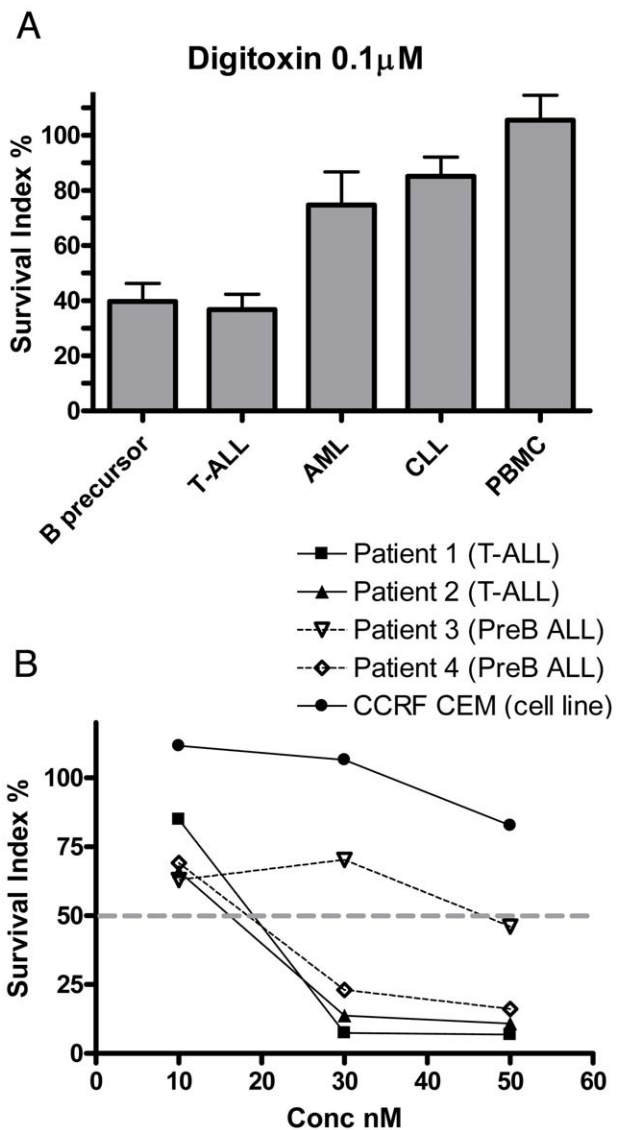 A
Digitoxin 0.1μM
Survival Index %
100
80
60
40
20
0
B precursor
T-ALL
AML
CLL
PBMC
Patient 1 (T-ALL)
Patient 2 (T-ALL)
Patient 3 (PreB ALL)
Patient 4 (PreB ALL)
CCRF CEM (cell line)
B
Survival Index %
100
75
50
25
0
0 10 20 30 40 50 60
Conc nM